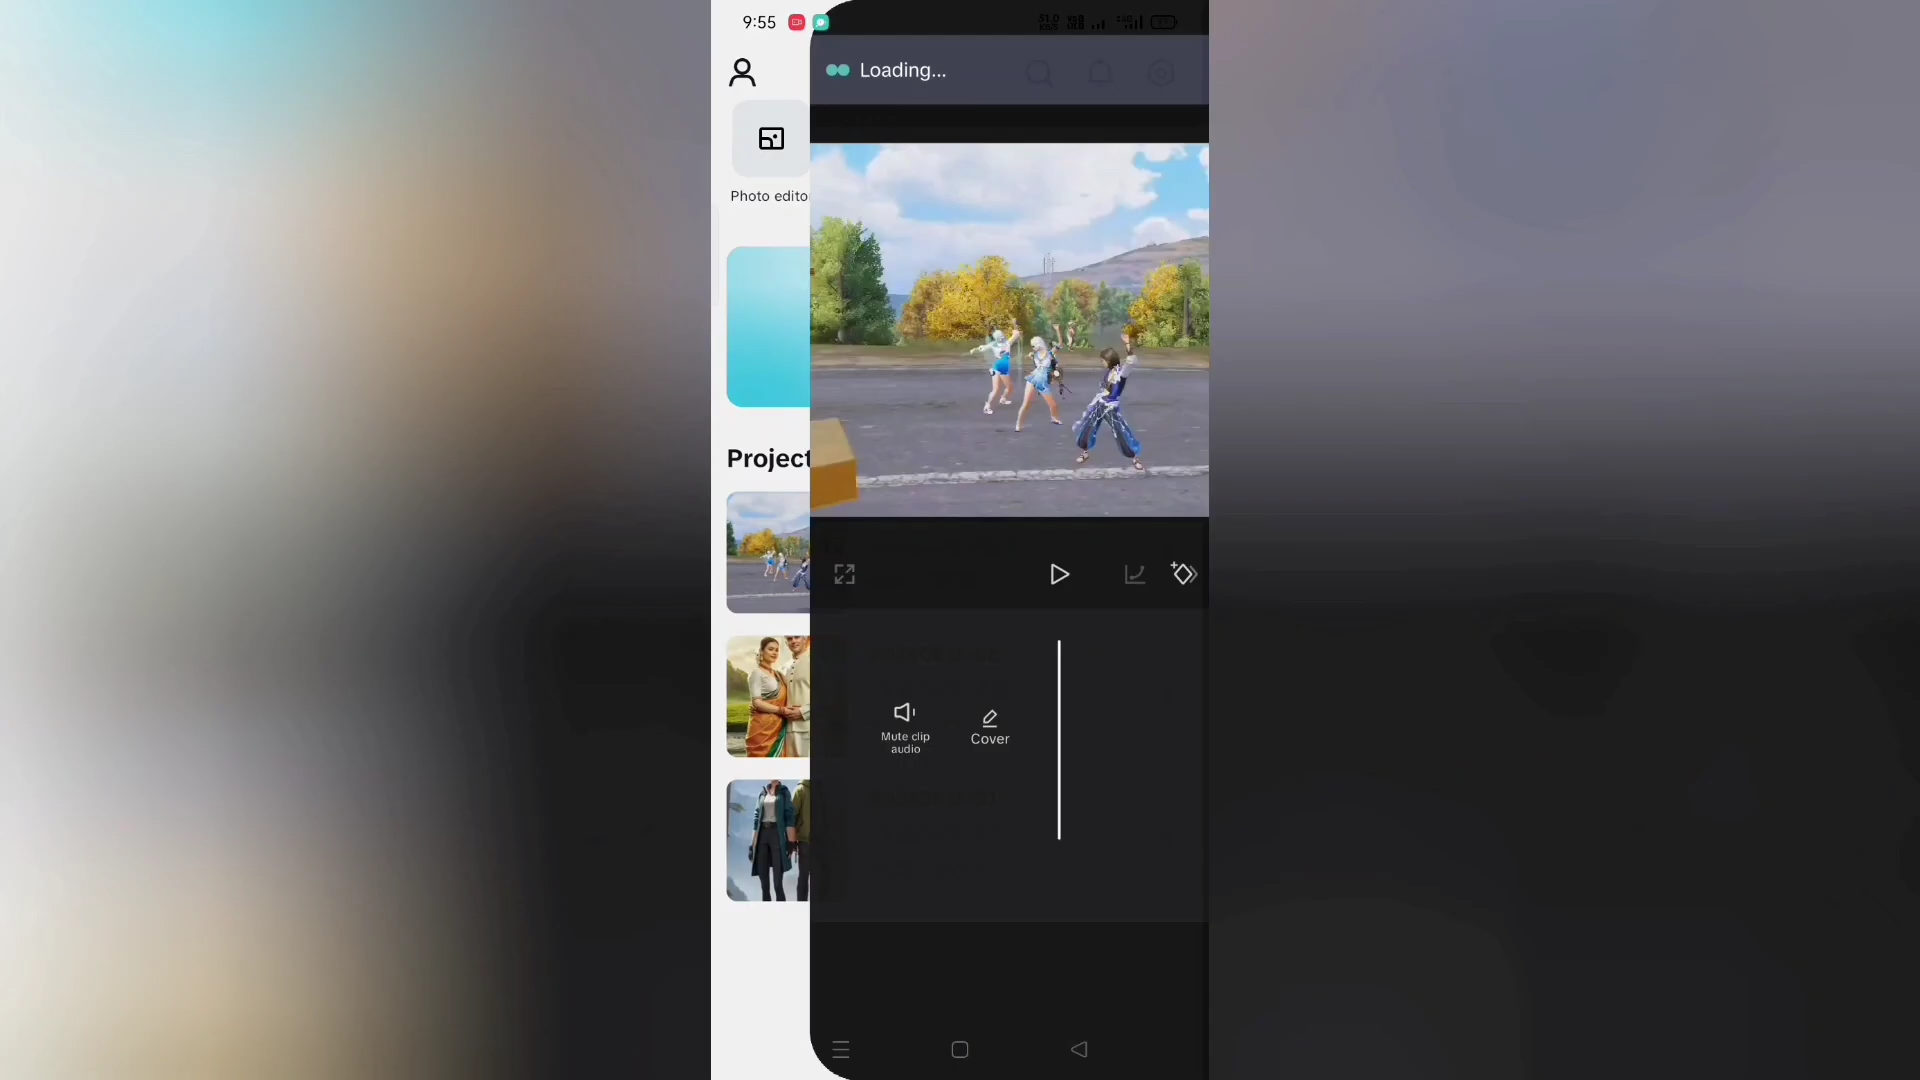 9:55
Loading...
Photo edito
Project
Mute clip
audio
Cover